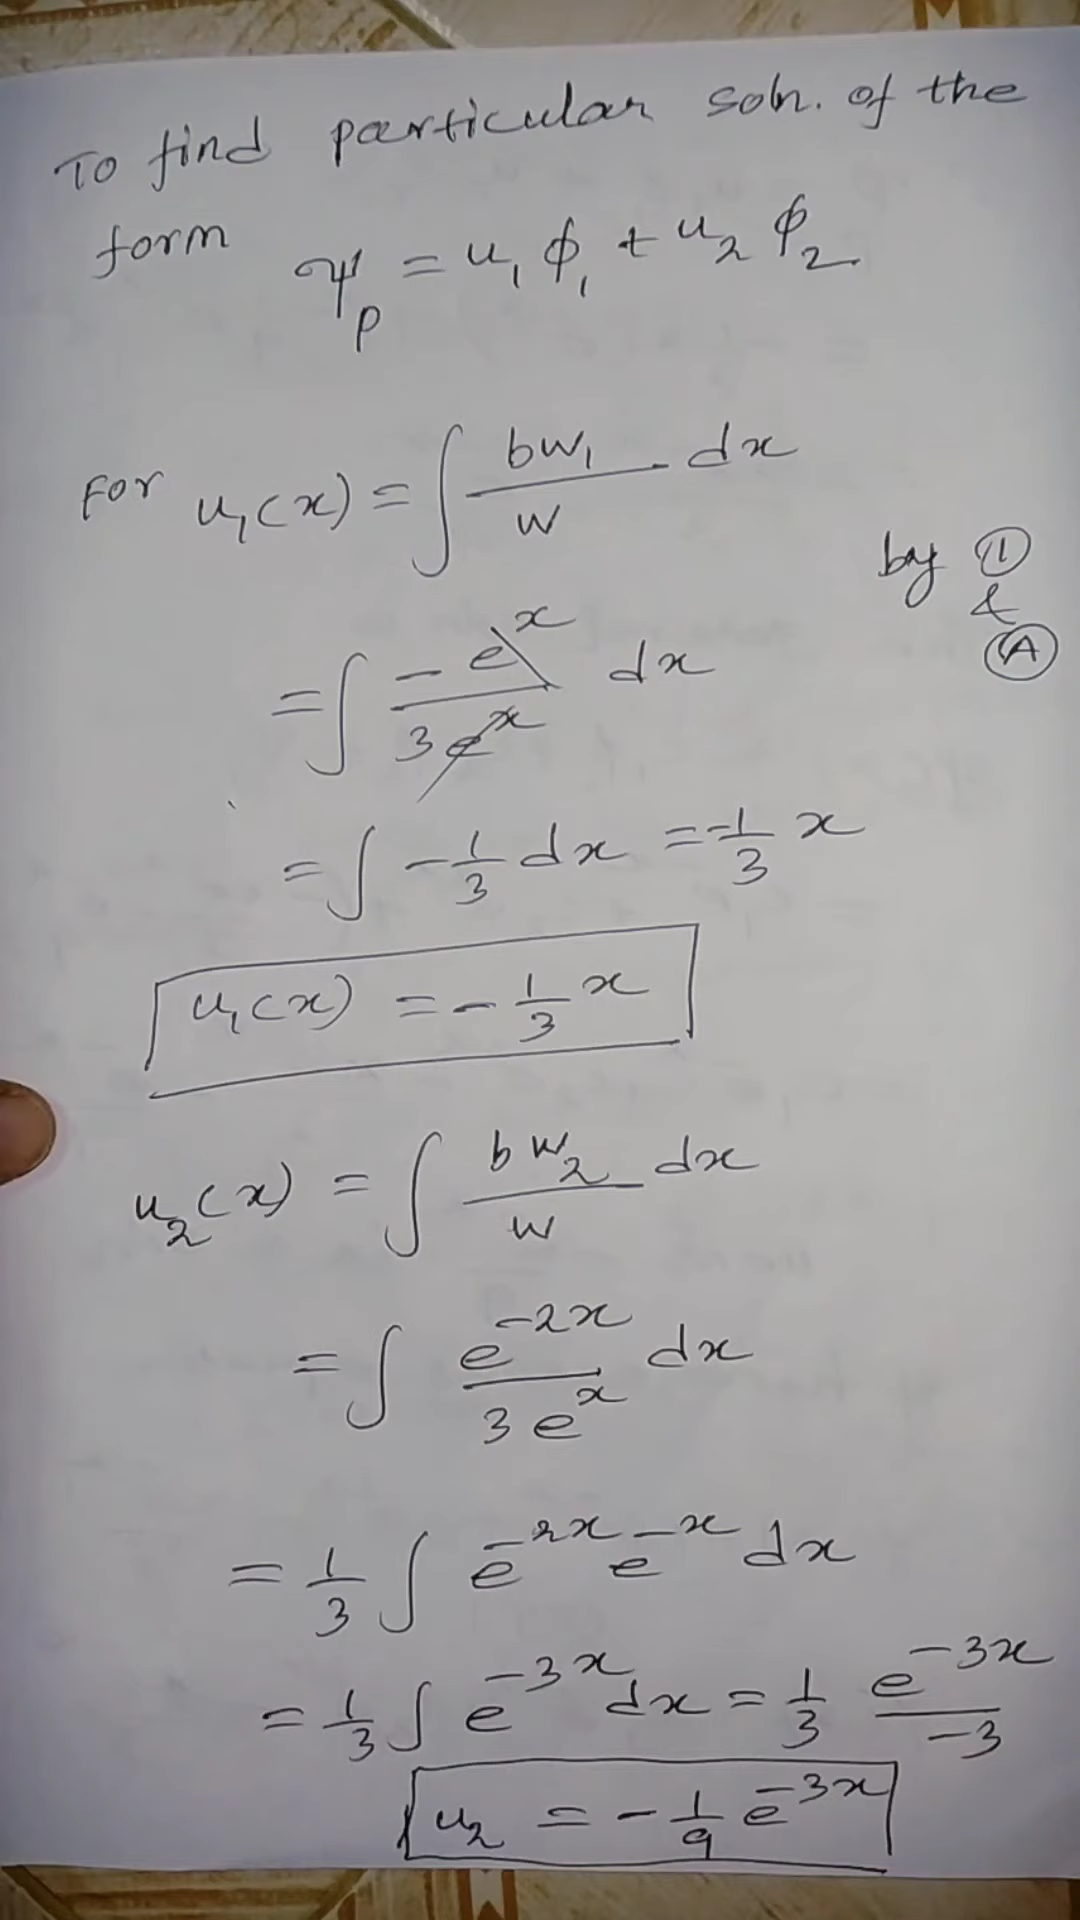 To find particular soln. of the
form ψ_p = u₁ ϕ₁ + u₂ ϕ₂
For u₁(x) = ∫ bw₁/w dx
by ① & Ⓐ
= ∫ -e^x / 3e^x dx
= ∫ -1/3 dx = -1/3 x
u₁(x) = -1/3 x
u₂(x) = ∫ bw₂/w dx
= ∫ e^-2x / 3e^x dx
= 1/3 ∫ e^-2x e^-x dx
= 1/3 ∫ e^-3x dx = 1/3 e^-3x / -3
u₂ = -1/9 e^-3x